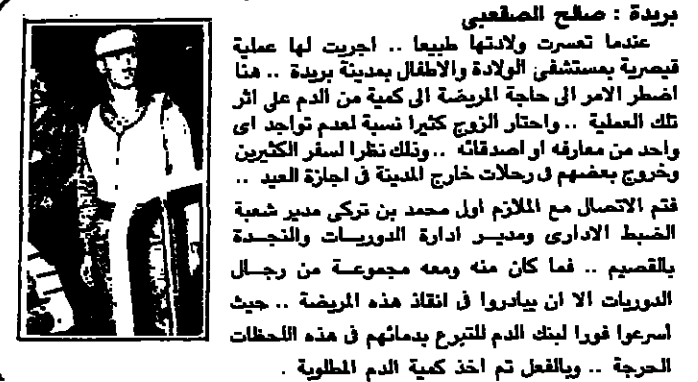 بريدة : صالح الصقعبى
عندما تعسرت ولادتها طبيعا .. اجريت لها عملية
قيصرية بمستشفى الولادة والاطفال بمدينة بريدة .. هنا
اضطر الامر الى حاجة المريضة الى كمية من الدم على اثر
تلك العملية .. واحتار الزوج كثيرا نسبة لعدم تواجد اى
واحد من معارفه او اصدقائه .. وذلك نظرا لسفر الكثيرين
وخروج بعضهم فى رحلات خارج المدينة فى اجازة العيد ..
فتم الاتصال مع الملازم أول محمد بن تركى مدير شعبة
الضبط الادارى ومدير ادارة الدوريات والنجدة
بالقصيم .. فما كان منه ومعه مجموعة من رجال
الدوريات الا ان يبادروا فى انقاذ هذه المريضة .. حيث
أسرعوا فورا لبنك الدم للتبرع بدمائهم فى هذه اللحظات
الحرجة .. وبالفعل تم اخذ كمية الدم المطلوبة .